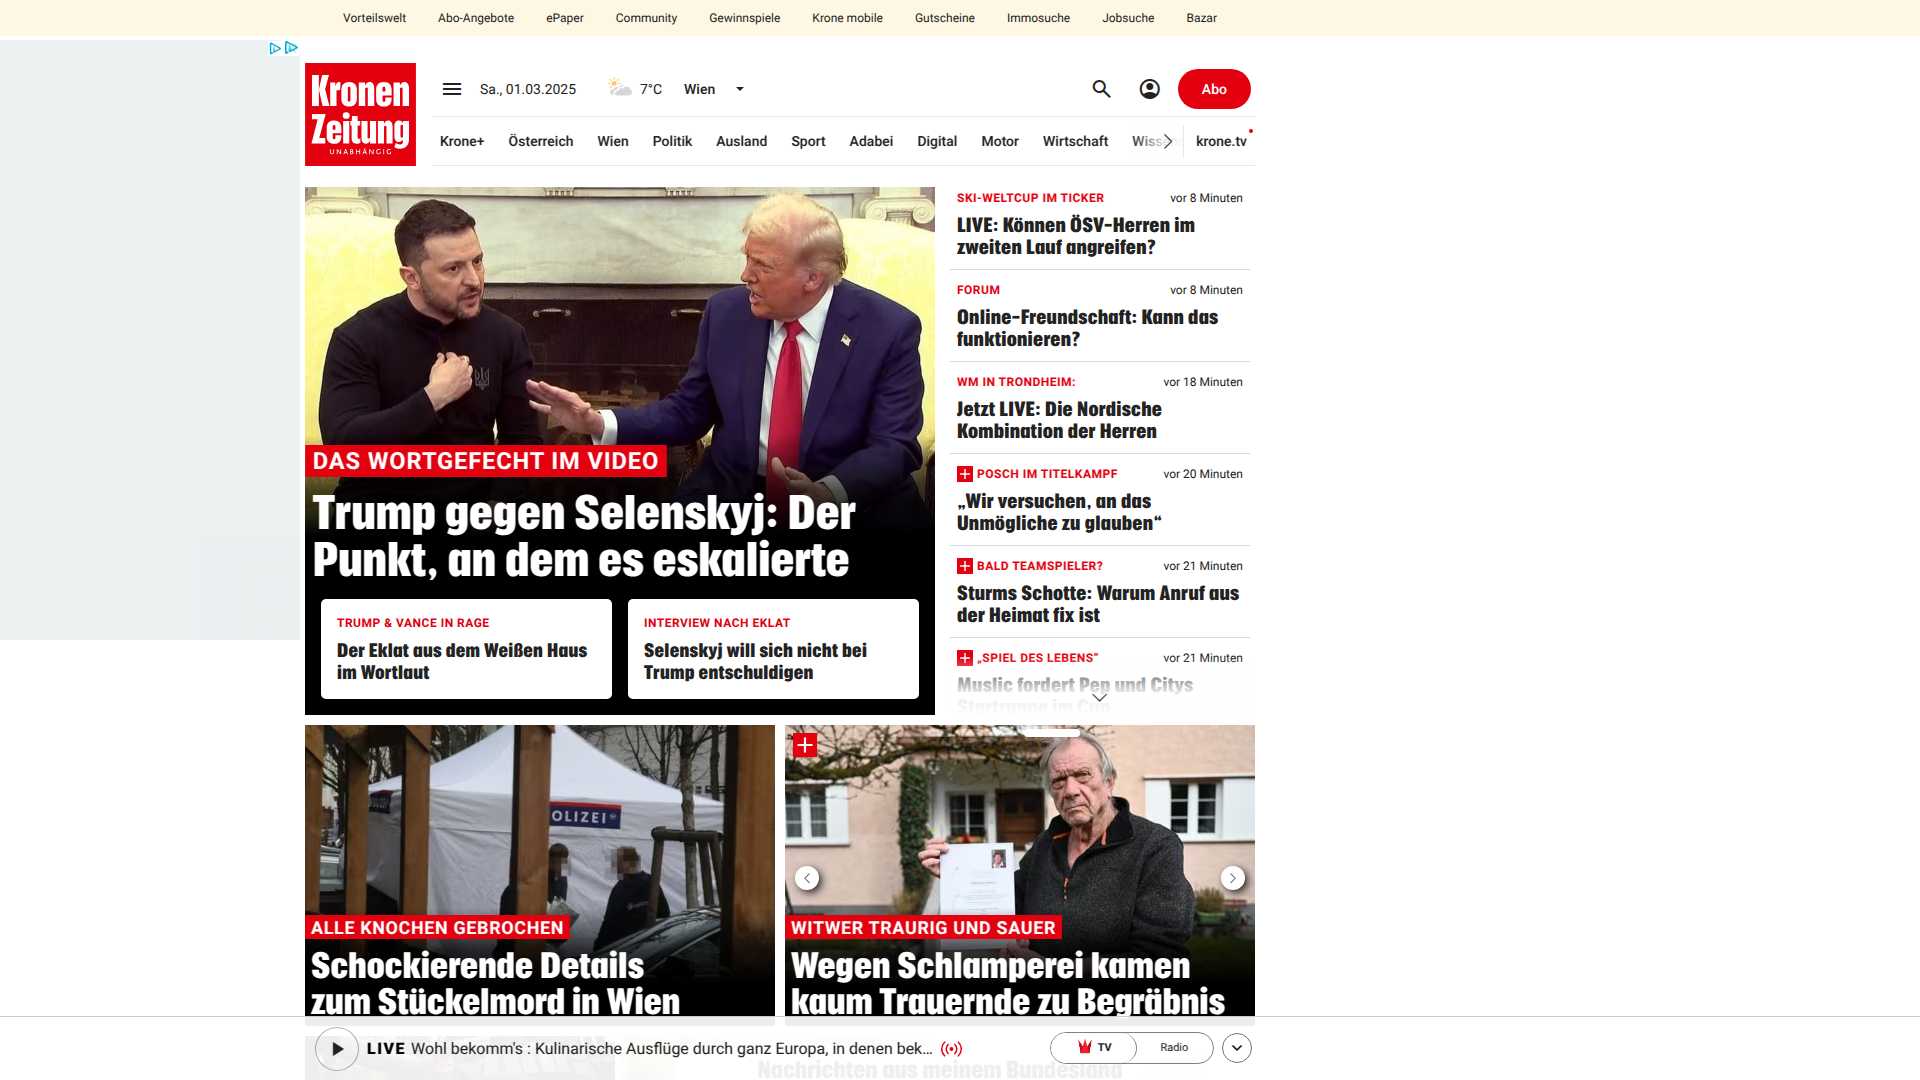 Vorteilswelt Abo-Angebote ePaper Community Gewinnspiele Krone mobile Gutscheine Immosuche Jobsuche Bazar
Kronen
Zeitung
UNABHÄNGIG
Sa., 01.03.2025 7°C Wien
Abo
Krone+ Österreich Wien Politik Ausland Sport Adabei Digital Motor Wirtschaft krone.tv
DAS WORTGEFECHT IM VIDEO
Trump gegen Selenskyj: Der
Punkt, an dem es eskalierte
TRUMP & VANCE IN RAGE
Der Eklat aus dem Weißen Haus
im Wortlaut
INTERVIEW NACH EKLAT
Selenskyj will sich nicht bei
Trump entschuldigen
SKI-WELTCUP IM TICKER vor 8 Minuten
LIVE: Können ÖSV-Herren im
zweiten Lauf angreifen?
FORUM vor 8 Minuten
Online-Freundschaft: Kann das
funktionieren?
WM IN TRONDHEIM: vor 18 Minuten
Jetzt LIVE: Die Nordische
Kombination der Herren
POSCH IM TITELKAMPF vor 20 Minuten
„Wir versuchen, an das
Unmögliche zu glauben“
BALD TEAMSPIELER? vor 21 Minuten
Sturms Schotte: Warum Anruf aus
der Heimat fix ist
„SPIEL DES LEBENS“ vor 21 Minuten
Muslic fordert Pep und Citys
Startruppe im Cup
OLIZEI
ALLE KNOCHEN GEBROCHEN
Schockierende Details
zum Stückelmord in Wien
WITWER TRAURIG UND SAUER
Wegen Schlamperei kamen
kaum Trauernde zu Begräbnis
LIVE Wohl bekomm's : Kulinarische Ausflüge durch ganz Europa, in denen bek...
TV Radio
Nachrichten aus meinem Bundesland